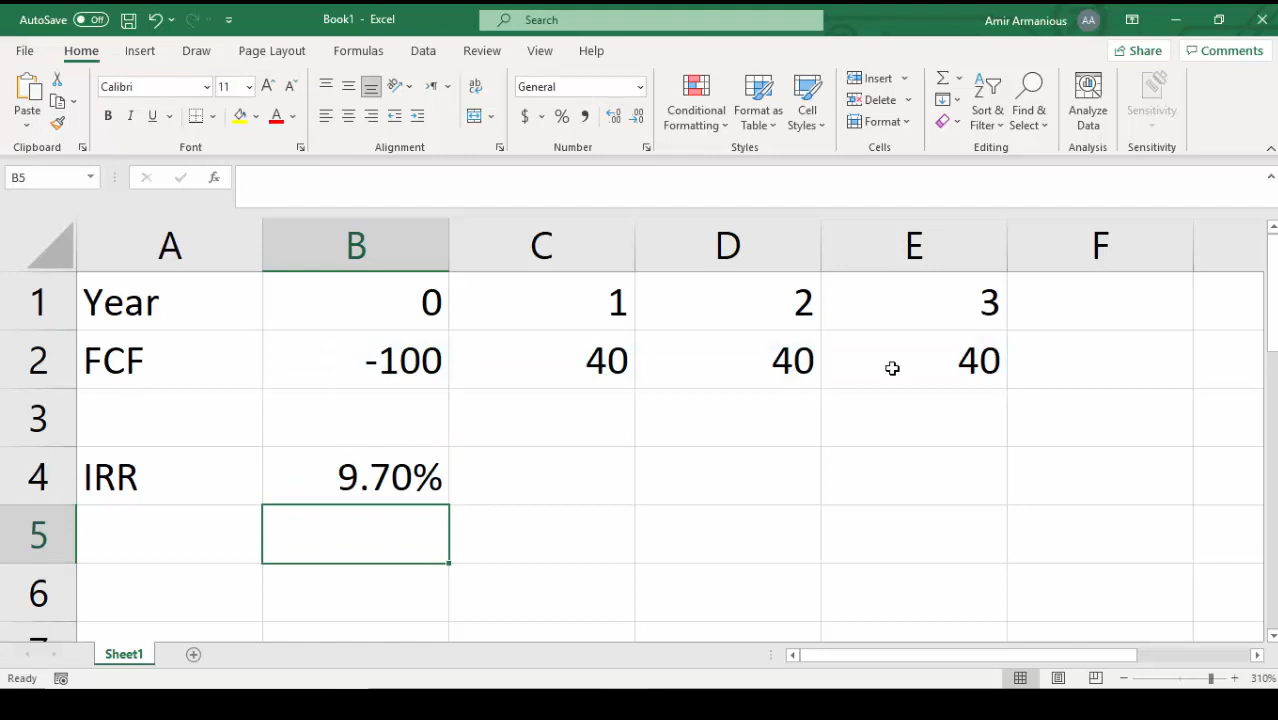 AutoSave Off Book1 - Excel Search Amir Armanious AA
File Home Insert Draw Page Layout Formulas Data Review View Help Share Comments
Paste
Calibri 11
B I U
General
$ %
Conditional Formatting
Format as Table
Cell Styles
Insert
Delete
Format
Sort & Filter
Find & Select
Analyze Data
Sensitivity
Clipboard Font Alignment Number Styles Cells Editing Analysis Sensitivity
B5 fx
A B C D E F
1 Year 0 1 2 3
2 FCF -100 40 40 40
3
4 IRR 9.70%
5
6
Sheet1
Ready 310%